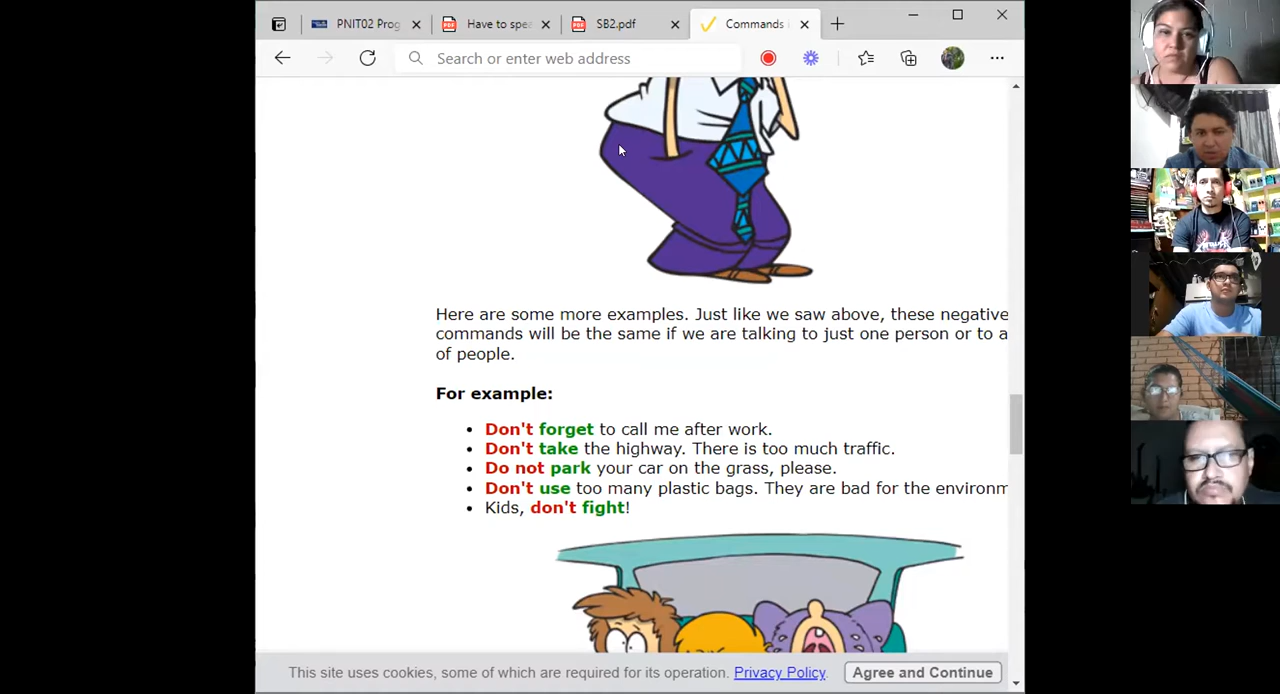 PNIT02 Prog
Have to spea
SB2.pdf
Commands i
Search or enter web address
Here are some more examples. Just like we saw above, these negative
commands will be the same if we are talking to just one person or to a
of people.
For example:
Don't forget to call me after work.
Don't take the highway. There is too much traffic.
Do not park your car on the grass, please.
Don't use too many plastic bags. They are bad for the environm
Kids, don't fight!
This site uses cookies, some of which are required for its operation. Privacy Policy.
Agree and Continue